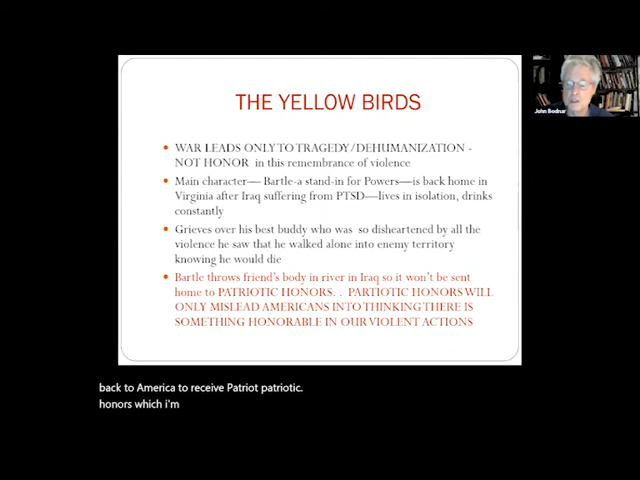 THE YELLOW BIRDS
WAR LEADS ONLY TO TRAGEDY/DEHUMANIZATION -
NOT HONOR in this remembrance of violence
Main character— Bartle-a stand-in for Powers—is back home in
Virginia after Iraq suffering from PTSD—lives in isolation, drinks
constantly
Grieves over his best buddy who was so disheartened by all the
violence he saw that he walked alone into enemy territory
knowing he would die
Bartle throws friend's body in river in Iraq so it won't be sent
home to PATRIOTIC HONORS. . PARTIOTIC HONORS WILL
ONLY MISLEAD AMERICANS INTO THINKING THERE IS
SOMETHING HONORABLE IN OUR VIOLENT ACTIONS
John Bodnar
back to America to receive Patriot patriotic.
honors which i'm